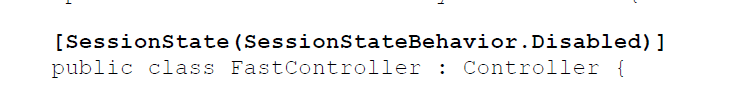 [SessionState(SessionStateBehavior.Disabled)]
public class FastController : Controller {